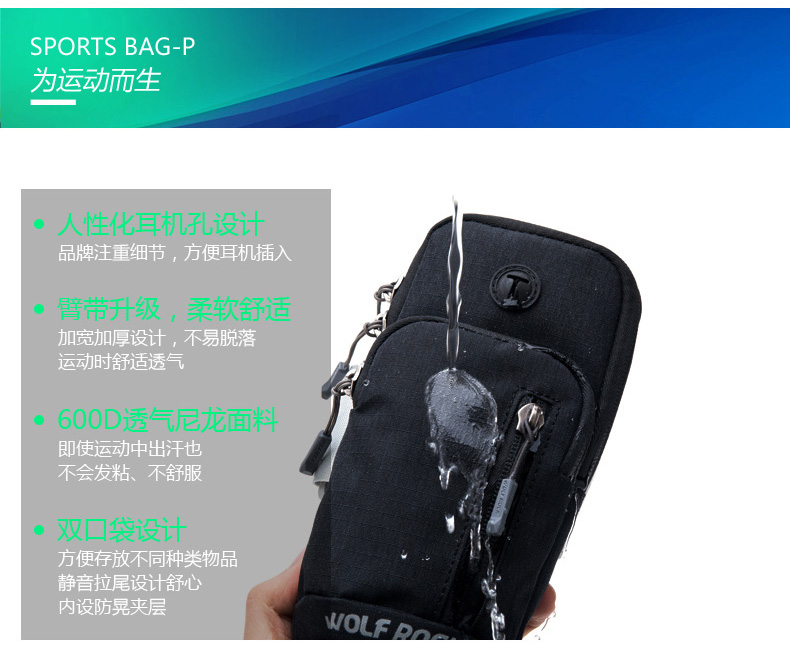 SPORTS BAG-P
为运动而生
人性化耳机孔设计
品牌注重细节，方便耳机插入
臂带升级，柔软舒适
加宽加厚设计，不易脱落
运动时舒适透气
600D透气尼龙面料
即使运动中出汗也
不会发粘、不舒服
双口袋设计
方便存放不同种类物品
静音拉尾设计舒心
内设防晃夹层
WOLF